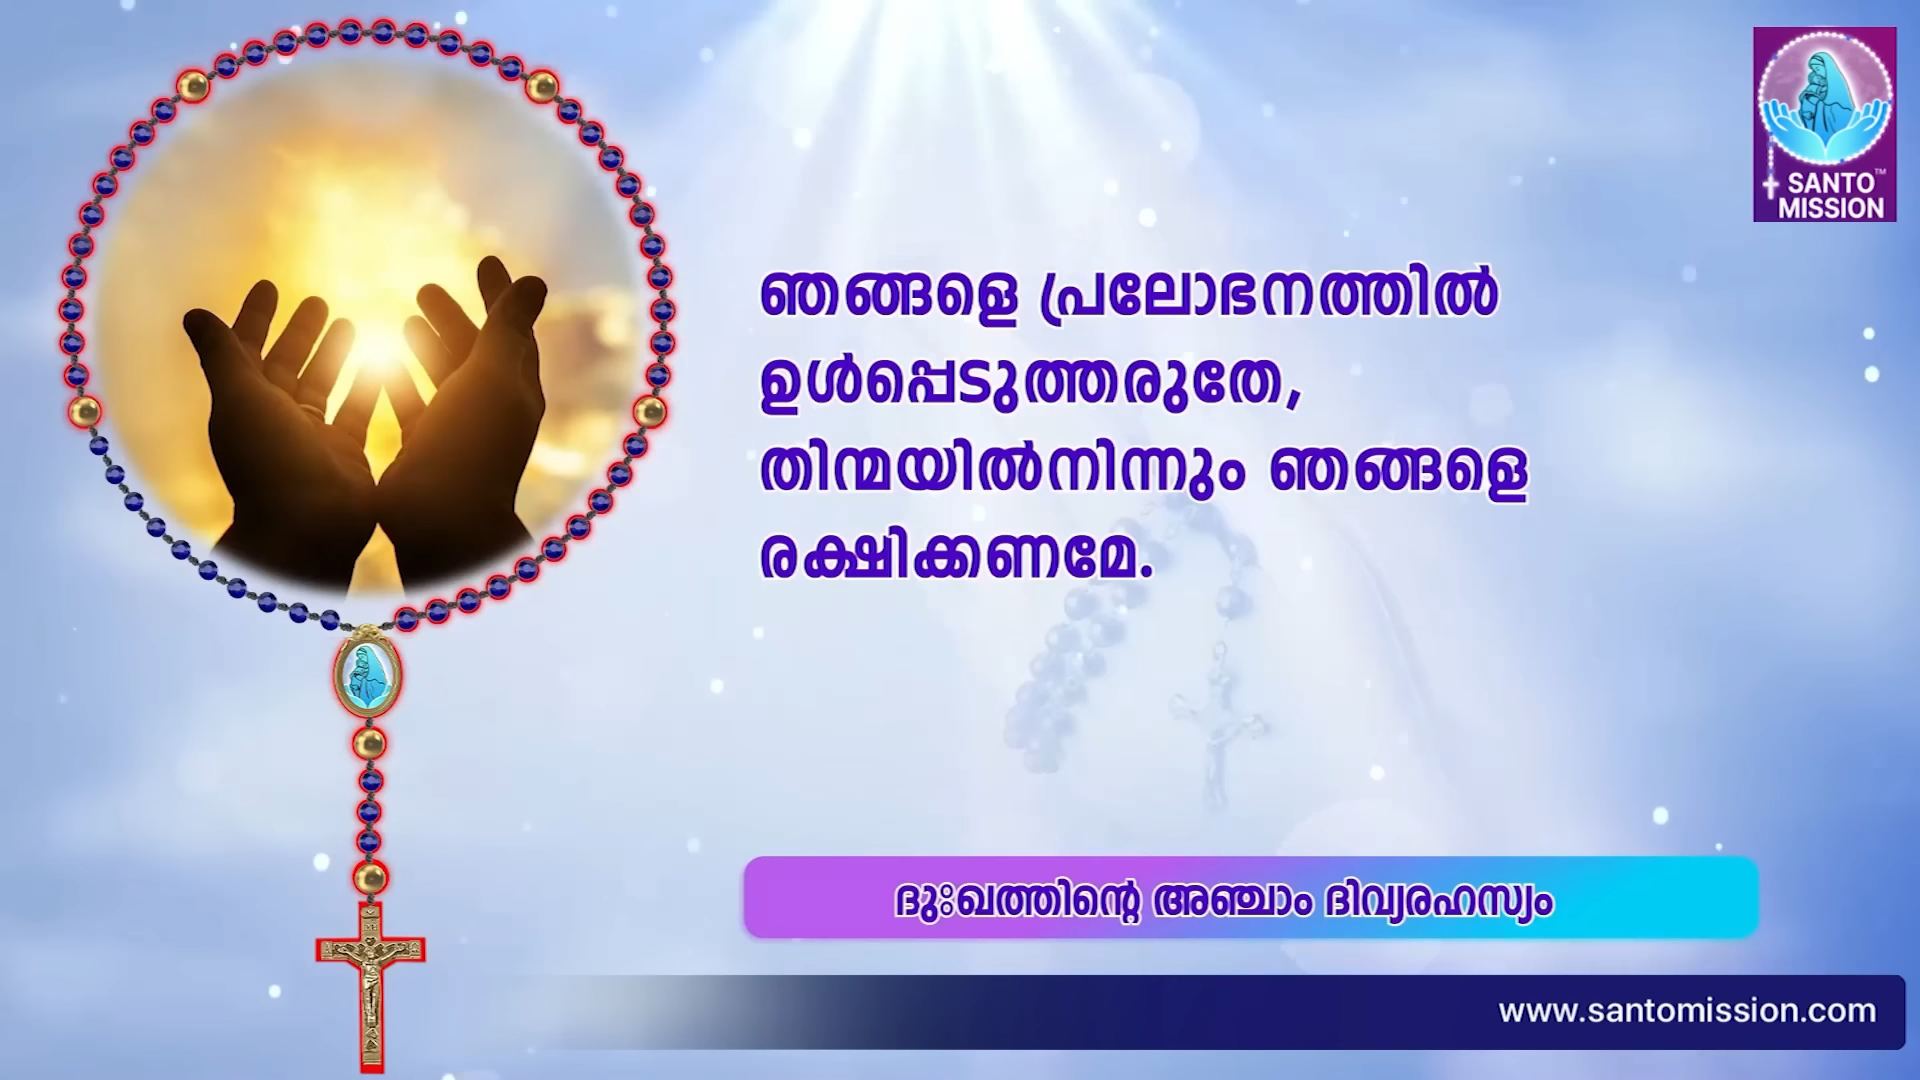 SANTO™
MISSION
ഞങ്ങളെ പ്രലോഭനത്തിൽ
ഉൾപ്പെടുത്തരുതേ,
തിന്മയിൽനിന്നും ഞങ്ങളെ
രക്ഷിക്കണമേ.
ദുഃഖത്തിന്റെ അഞ്ചാം ദിവ്യരഹസ്യം
www.santomission.com